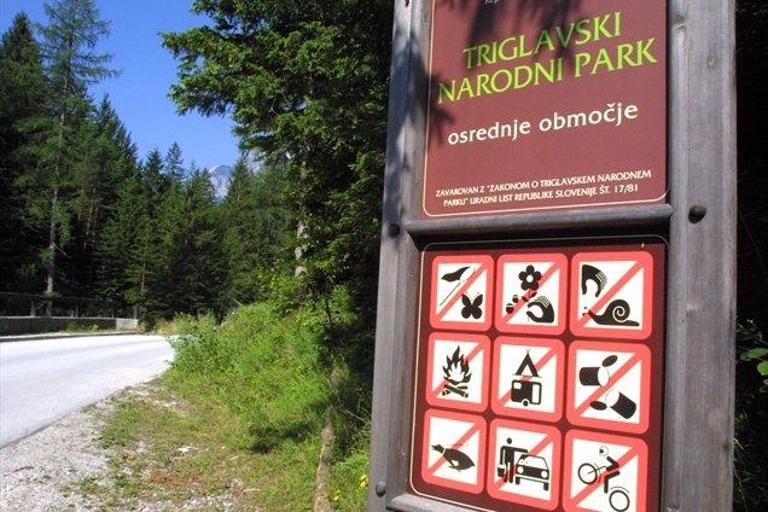 TRIGLAVSKI
NARODNI PARK
osrednje območje
ZAVAROVAN Z "ZAKONOM O TRIGLAVSKEM NARODNEM
PARKU" URADNI LIST REPUBLIKE SLOVENIJE ŠT. 17/81